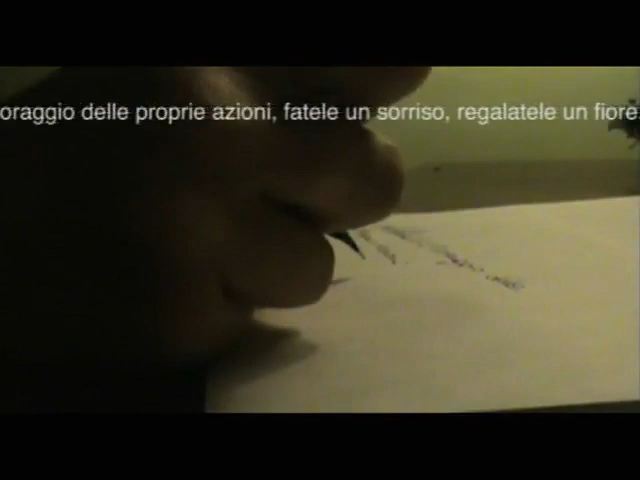 oraggio delle proprie azioni, fatele un sorriso, regalatele un fiore